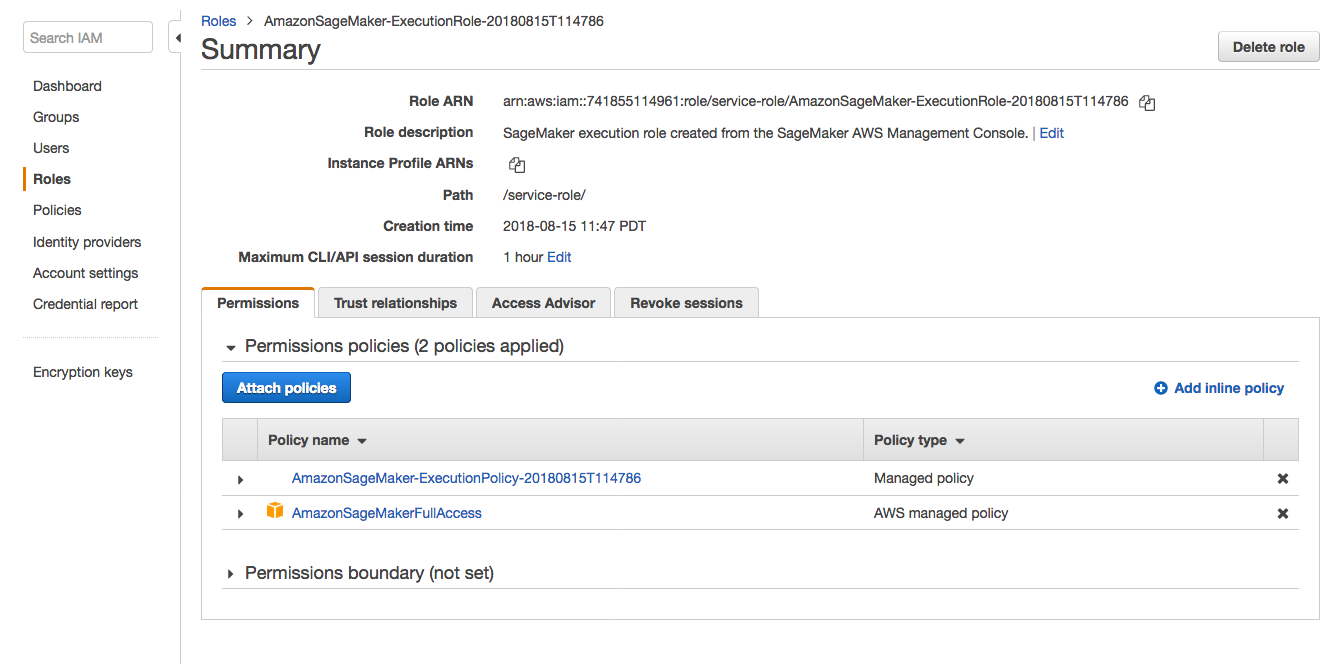 Search IAM
Dashboard
Groups
Users
Roles
Policies
Identity providers
Account settings
Credential report
Encryption keys
Roles > AmazonSageMaker-ExecutionRole-20180815T114786
Summary
Delete role
Role ARN arn:aws:iam::741855114961:role/service-role/AmazonSageMaker-ExecutionRole-20180815T114786
Role description SageMaker execution role created from the SageMaker AWS Management Console. | Edit
Instance Profile ARNs
Path /service-role/
Creation time 2018-08-15 11:47 PDT
Maximum CLI/API session duration 1 hour Edit
Permissions Trust relationships Access Advisor Revoke sessions
Permissions policies (2 policies applied)
Attach policies Add inline policy
Policy name Policy type
AmazonSageMaker-ExecutionPolicy-20180815T114786 Managed policy
AmazonSageMakerFullAccess AWS managed policy
Permissions boundary (not set)